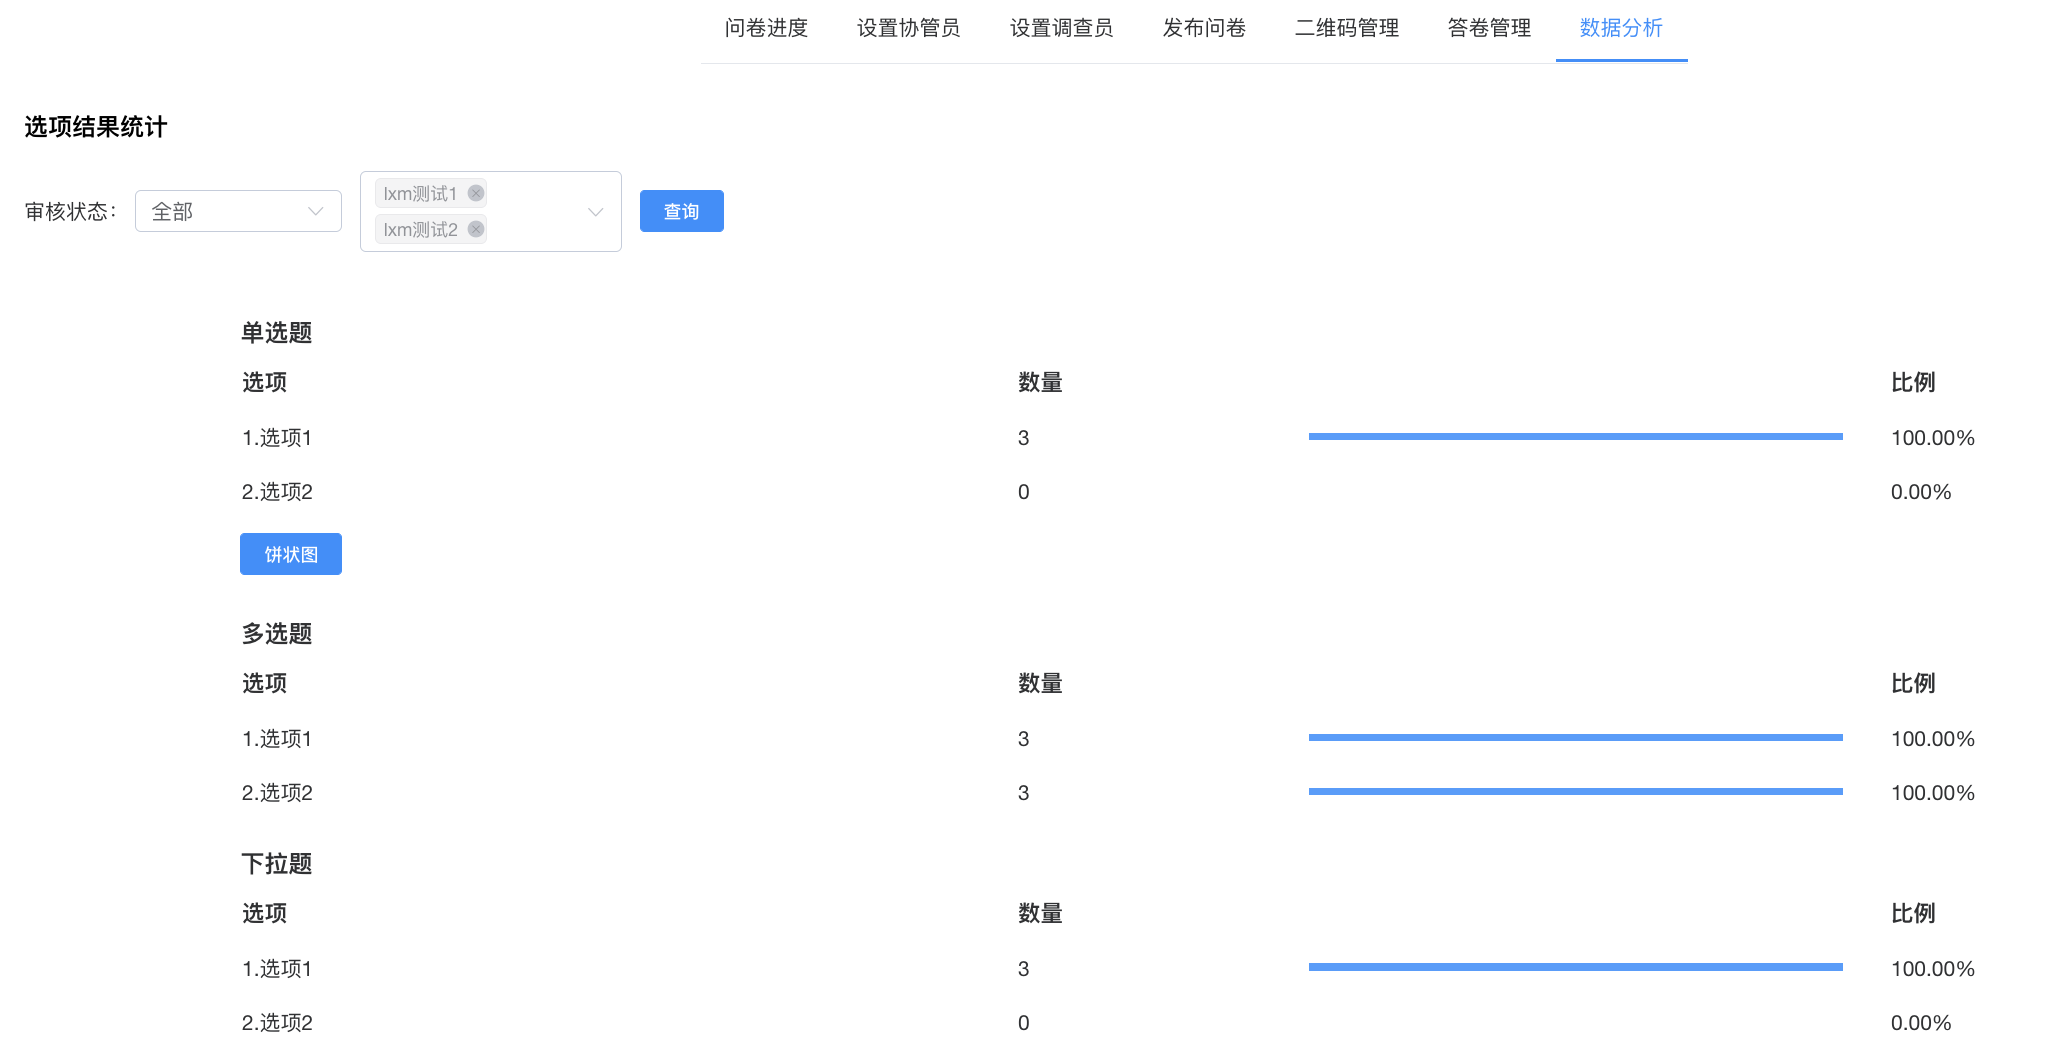 问卷进度 设置协管员 设置调查员 发布问卷 二维码管理 答卷管理 数据分析
选项结果统计
审核状态： 全部 lxm测试1 lxm测试2 查询
单选题
选项 数量 比例
1.选项1 3 100.00%
2.选项2 0 0.00%
饼状图
多选题
选项 数量 比例
1.选项1 3 100.00%
2.选项2 3 100.00%
下拉题
选项 数量 比例
1.选项1 3 100.00%
2.选项2 0 0.00%